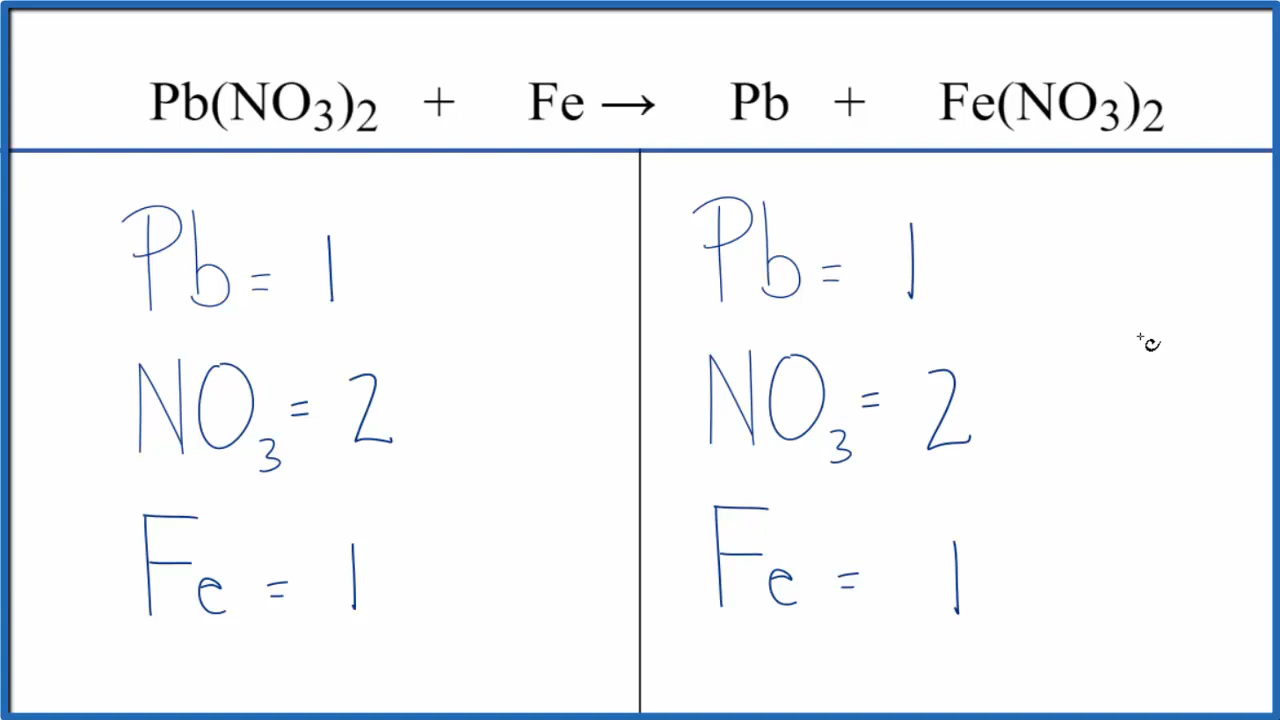 Pb(NO₃)₂ + Fe → Pb + Fe(NO₃)₂
Pb = 1
NO₃ = 2
Fe = 1
Pb = 1
NO₃ = 2
Fe = 1